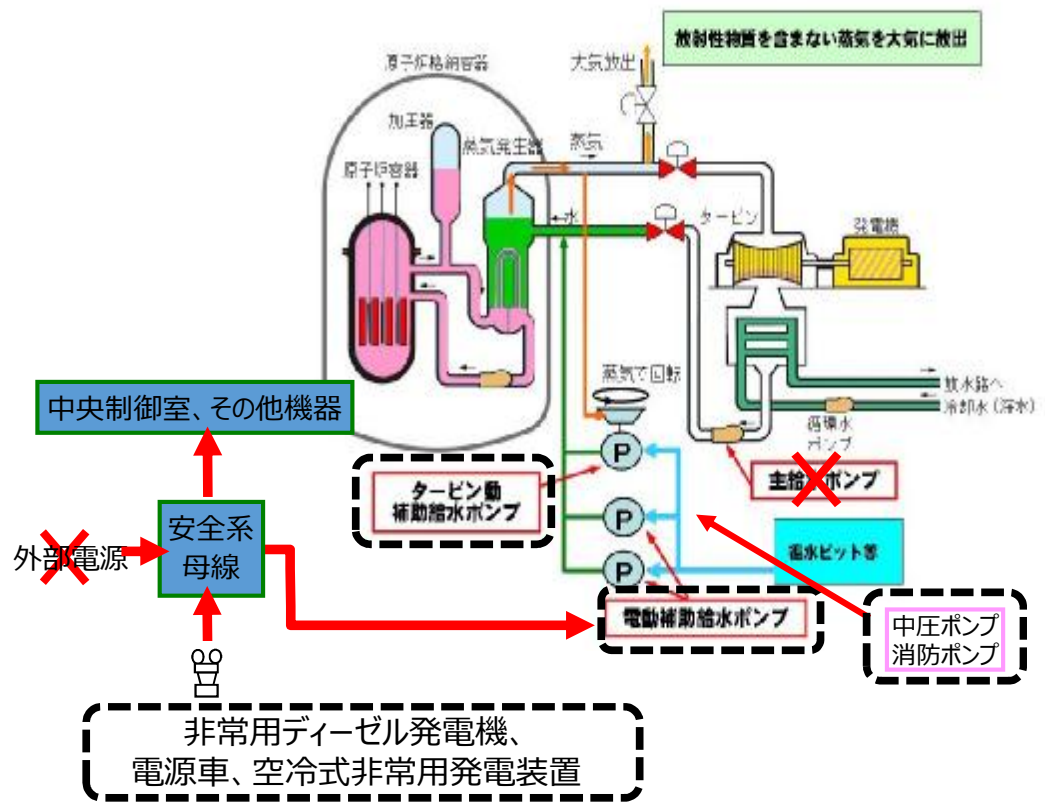 放射性物質を含まない蒸気を大気に放出
大気放出
原子炉格納容器
加圧器
蒸気発生器
蒸気
原子炉容器
水
タービン
発電機
蒸気で回転
放水路へ
冷却水（海水）
循環水
ポンプ
中央制御室、その他機器
P
主給水ポンプ
タービン動
補助給水ポンプ
安全系
母線
外部電源
P
P
復水ピット等
電動補助給水ポンプ
中圧ポンプ
消防ポンプ
非常用ディーゼル発電機、
電源車、空冷式非常用発電装置